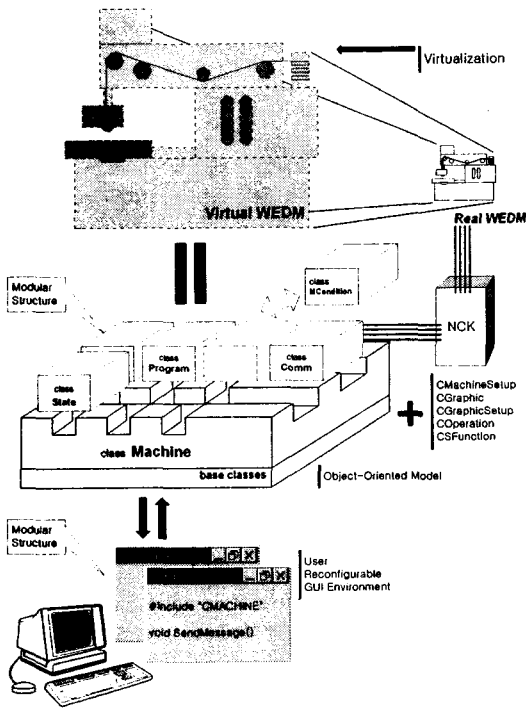 Virtualization
Virtual WEDM
Real WEDM
Modular
Structure
class
MCondition
NCK
class
Program
class
Comm
class
State
CMachineSetup
CGraphic
CGraphicSetup
COperation
CSFunction
class Machine
base classes
Object-Oriented Model
Modular
Structure
User
Reconfigurable
GUI Environment
#include "CMACHINE"
void SendMessage()